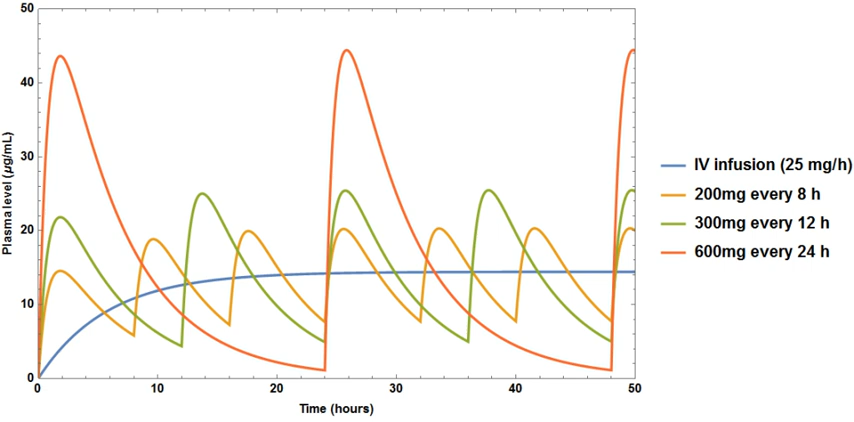 50
40
30
20
10
0
Plasma level (µg/mL)
0 10 20 30 40 50
Time (hours)
IV infusion (25 mg/h)
200mg every 8 h
300mg every 12 h
600mg every 24 h